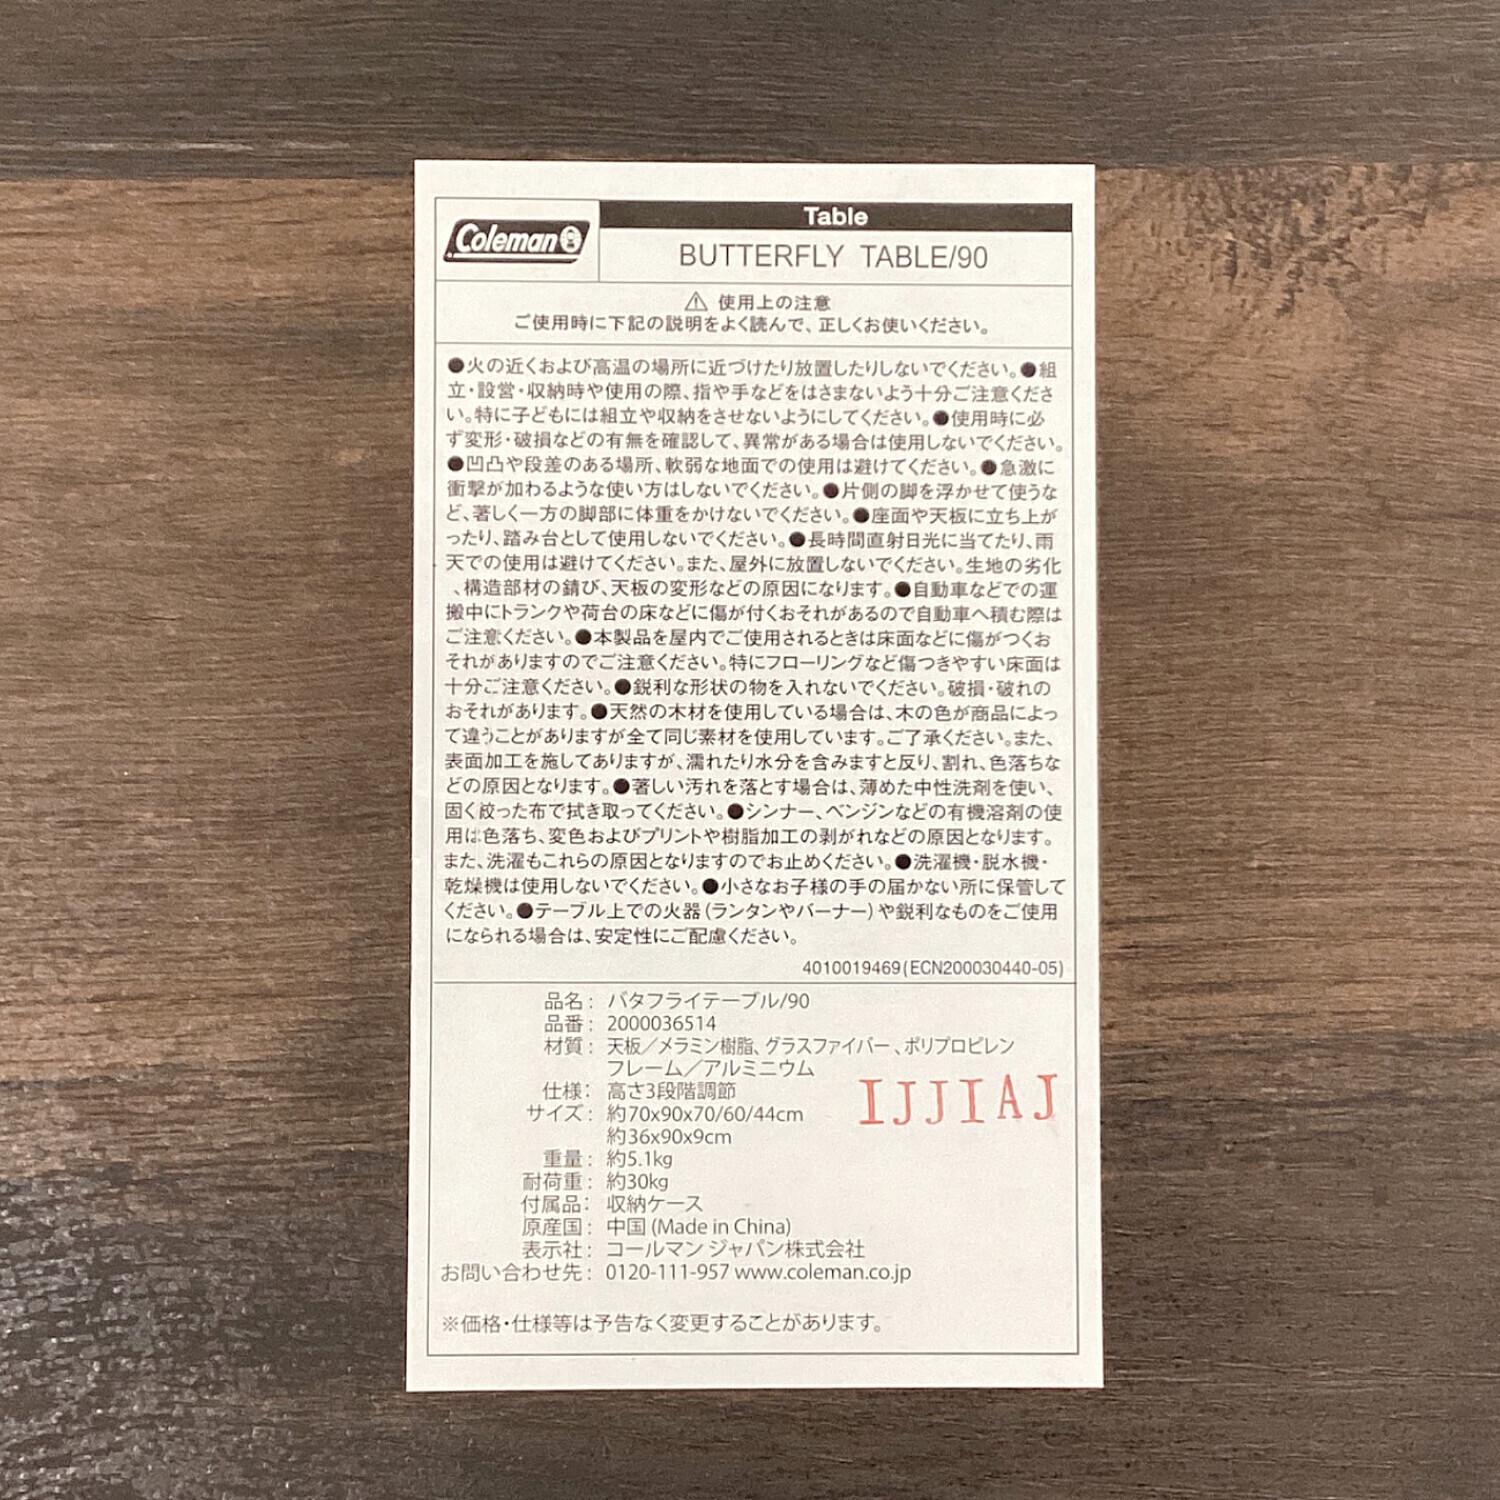 Coleman
Table
BUTTERFLY TABLE/90
⚠ 使用上の注意
ご使用時に下記の説明をよく読んで、正しくお使いください。
●火の近くおよび高温の場所に近づけたり放置したりしないでください。●組
立・設営・収納時や使用の際、指や手などをはさまないよう十分ご注意くださ
い。特に子どもには組立や収納をさせないようにしてください。●使用時に必
ず変形・破損などの有無を確認して、異常がある場合は使用しないでください。
●凹凸や段差のある場所、軟弱な地面での使用は避けてください。●急激に
衝撃が加わるような使い方はしないでください。●片側の脚を浮かせて使うな
ど、著しく一方の脚部に体重をかけないでください。●座面や天板に立ち上が
ったり、踏み台として使用しないでください。●長時間直射日光に当てたり、雨
天での使用は避けてください。また、屋外に放置しないでください。生地の劣化
、構造部材の錆び、天板の変形などの原因になります。●自動車などでの運
搬中にトランクや荷台の床などに傷が付くおそれがあるので自動車へ積む際は
ご注意ください。●本製品を屋内でご使用されるときは床面などに傷がつくお
それがありますのでご注意ください。特にフローリングなど傷つきやすい床面は
十分ご注意ください。●鋭利な形状の物を入れないでください。破損・破れの
おそれがあります。●天然の木材を使用している場合は、木の色が商品によっ
て違うことがありますが全て同じ素材を使用しています。ご了承ください。また、
表面加工を施してありますが、濡れたり水分を含みますと反り、割れ、色落ちな
どの原因となります。●著しい汚れを落とす場合は、薄めた中性洗剤を使い、
固く絞った布で拭き取ってください。●シンナー、ベンジンなどの有機溶剤の使
用は色落ち、変色およびプリントや樹脂加工の剥がれなどの原因となります。
また、洗濯もこれらの原因となりますのでお止めください。●洗濯機・脱水機・
乾燥機は使用しないでください。●小さなお子様の手の届かない所に保管して
ください。●テーブル上での火器(ランタンやバーナー)や鋭利なものをご使用
になられる場合は、安定性にご配慮ください。
4010019469(ECN200030440-05)
品名: バタフライテーブル/90
品番: 2000036514
材質: 天板/メラミン樹脂、グラスファイバー、ポリプロピレン
フレーム/アルミニウム
仕様: 高さ3段階調節
サイズ: 約70x90x70/60/44cm
約36x90x9cm
IJJIAJ
重量: 約5.1kg
耐荷重: 約30kg
付属品: 収納ケース
原産国: 中国 (Made in China)
表示社: コールマン ジャパン株式会社
お問い合わせ先: 0120-111-957 www.coleman.co.jp
※価格・仕様等は予告なく変更することがあります。